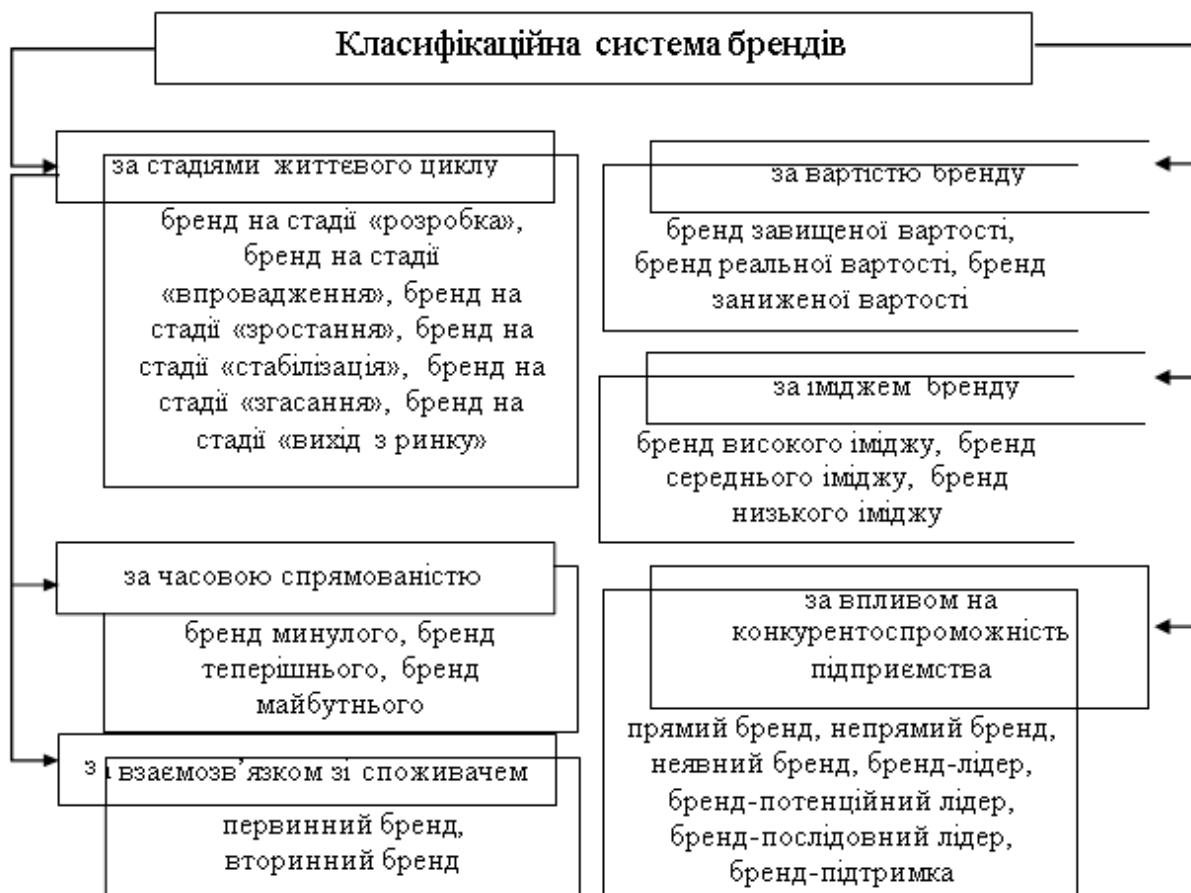 Класифікаційна система брендів
за стадіями життєвого циклу
бренд на стадії «розробка»,
бренд на стадії
«впровадження», бренд на
стадії «зростання», бренд на
стадії «стабілізація», бренд на
стадії «згасання», бренд на
стадії «вихід з ринку»
за часовою спрямованістю
бренд минулого, бренд
теперішнього, бренд
майбутнього
за взаємозв’язком зі споживачем
первинний бренд,
вторинний бренд
за вартістю бренду
бренд завищеної вартості,
бренд реальної вартості, бренд
заниженої вартості
за іміджем бренду
бренд високого іміджу, бренд
середнього іміджу, бренд
низького іміджу
за впливом на
конкурентоспроможність
підприємства
прямий бренд, непрямий бренд,
неявний бренд, бренд-лідер,
бренд-потенційний лідер,
бренд-послідовний лідер,
бренд-підтримка